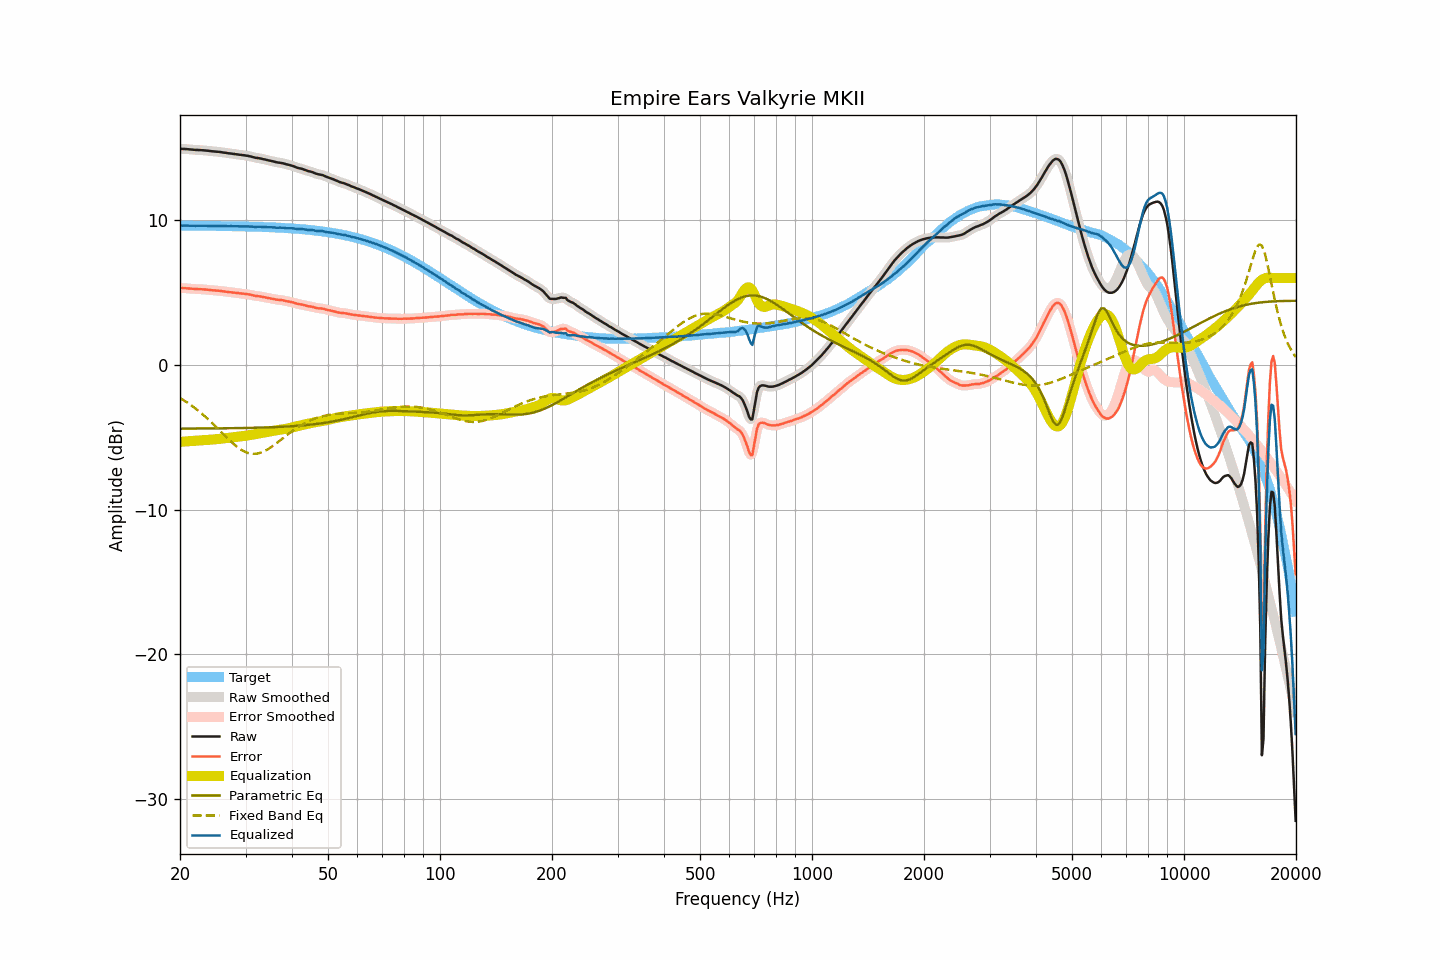 Empire Ears Valkyrie MKII
Amplitude (dBr)
10
0
−10
−20
−30
Target
Raw Smoothed
Error Smoothed
Raw
Error
Equalization
Parametric Eq
Fixed Band Eq
Equalized
20 50 100 200 500 1000 2000 5000 10000 20000
Frequency (Hz)